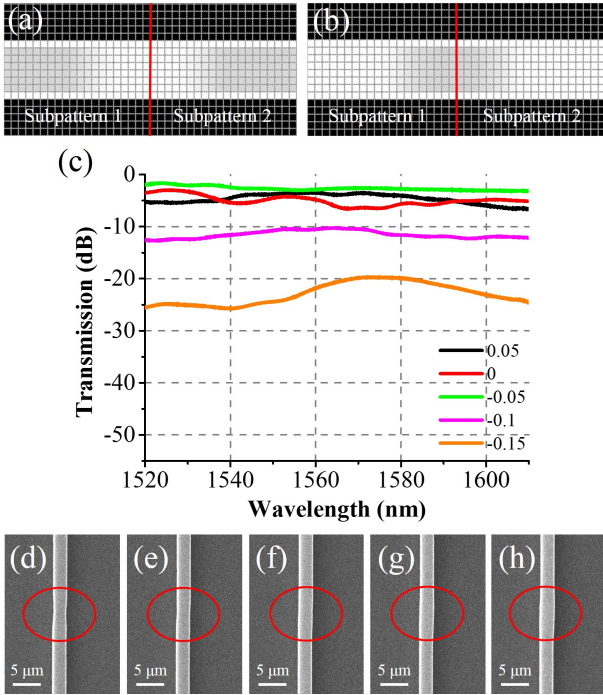 (a)
(b)
Subpattern 1 Subpattern 2
Subpattern 1 Subpattern 2
(c)
0
-10
-20
-30
-40
-50
Transmission (dB)
0.05
0
-0.05
-0.1
-0.15
1520 1540 1560 1580 1600
Wavelength (nm)
(d) (e) (f) (g) (h)
5 μm 5 μm 5 μm 5 μm 5 μm